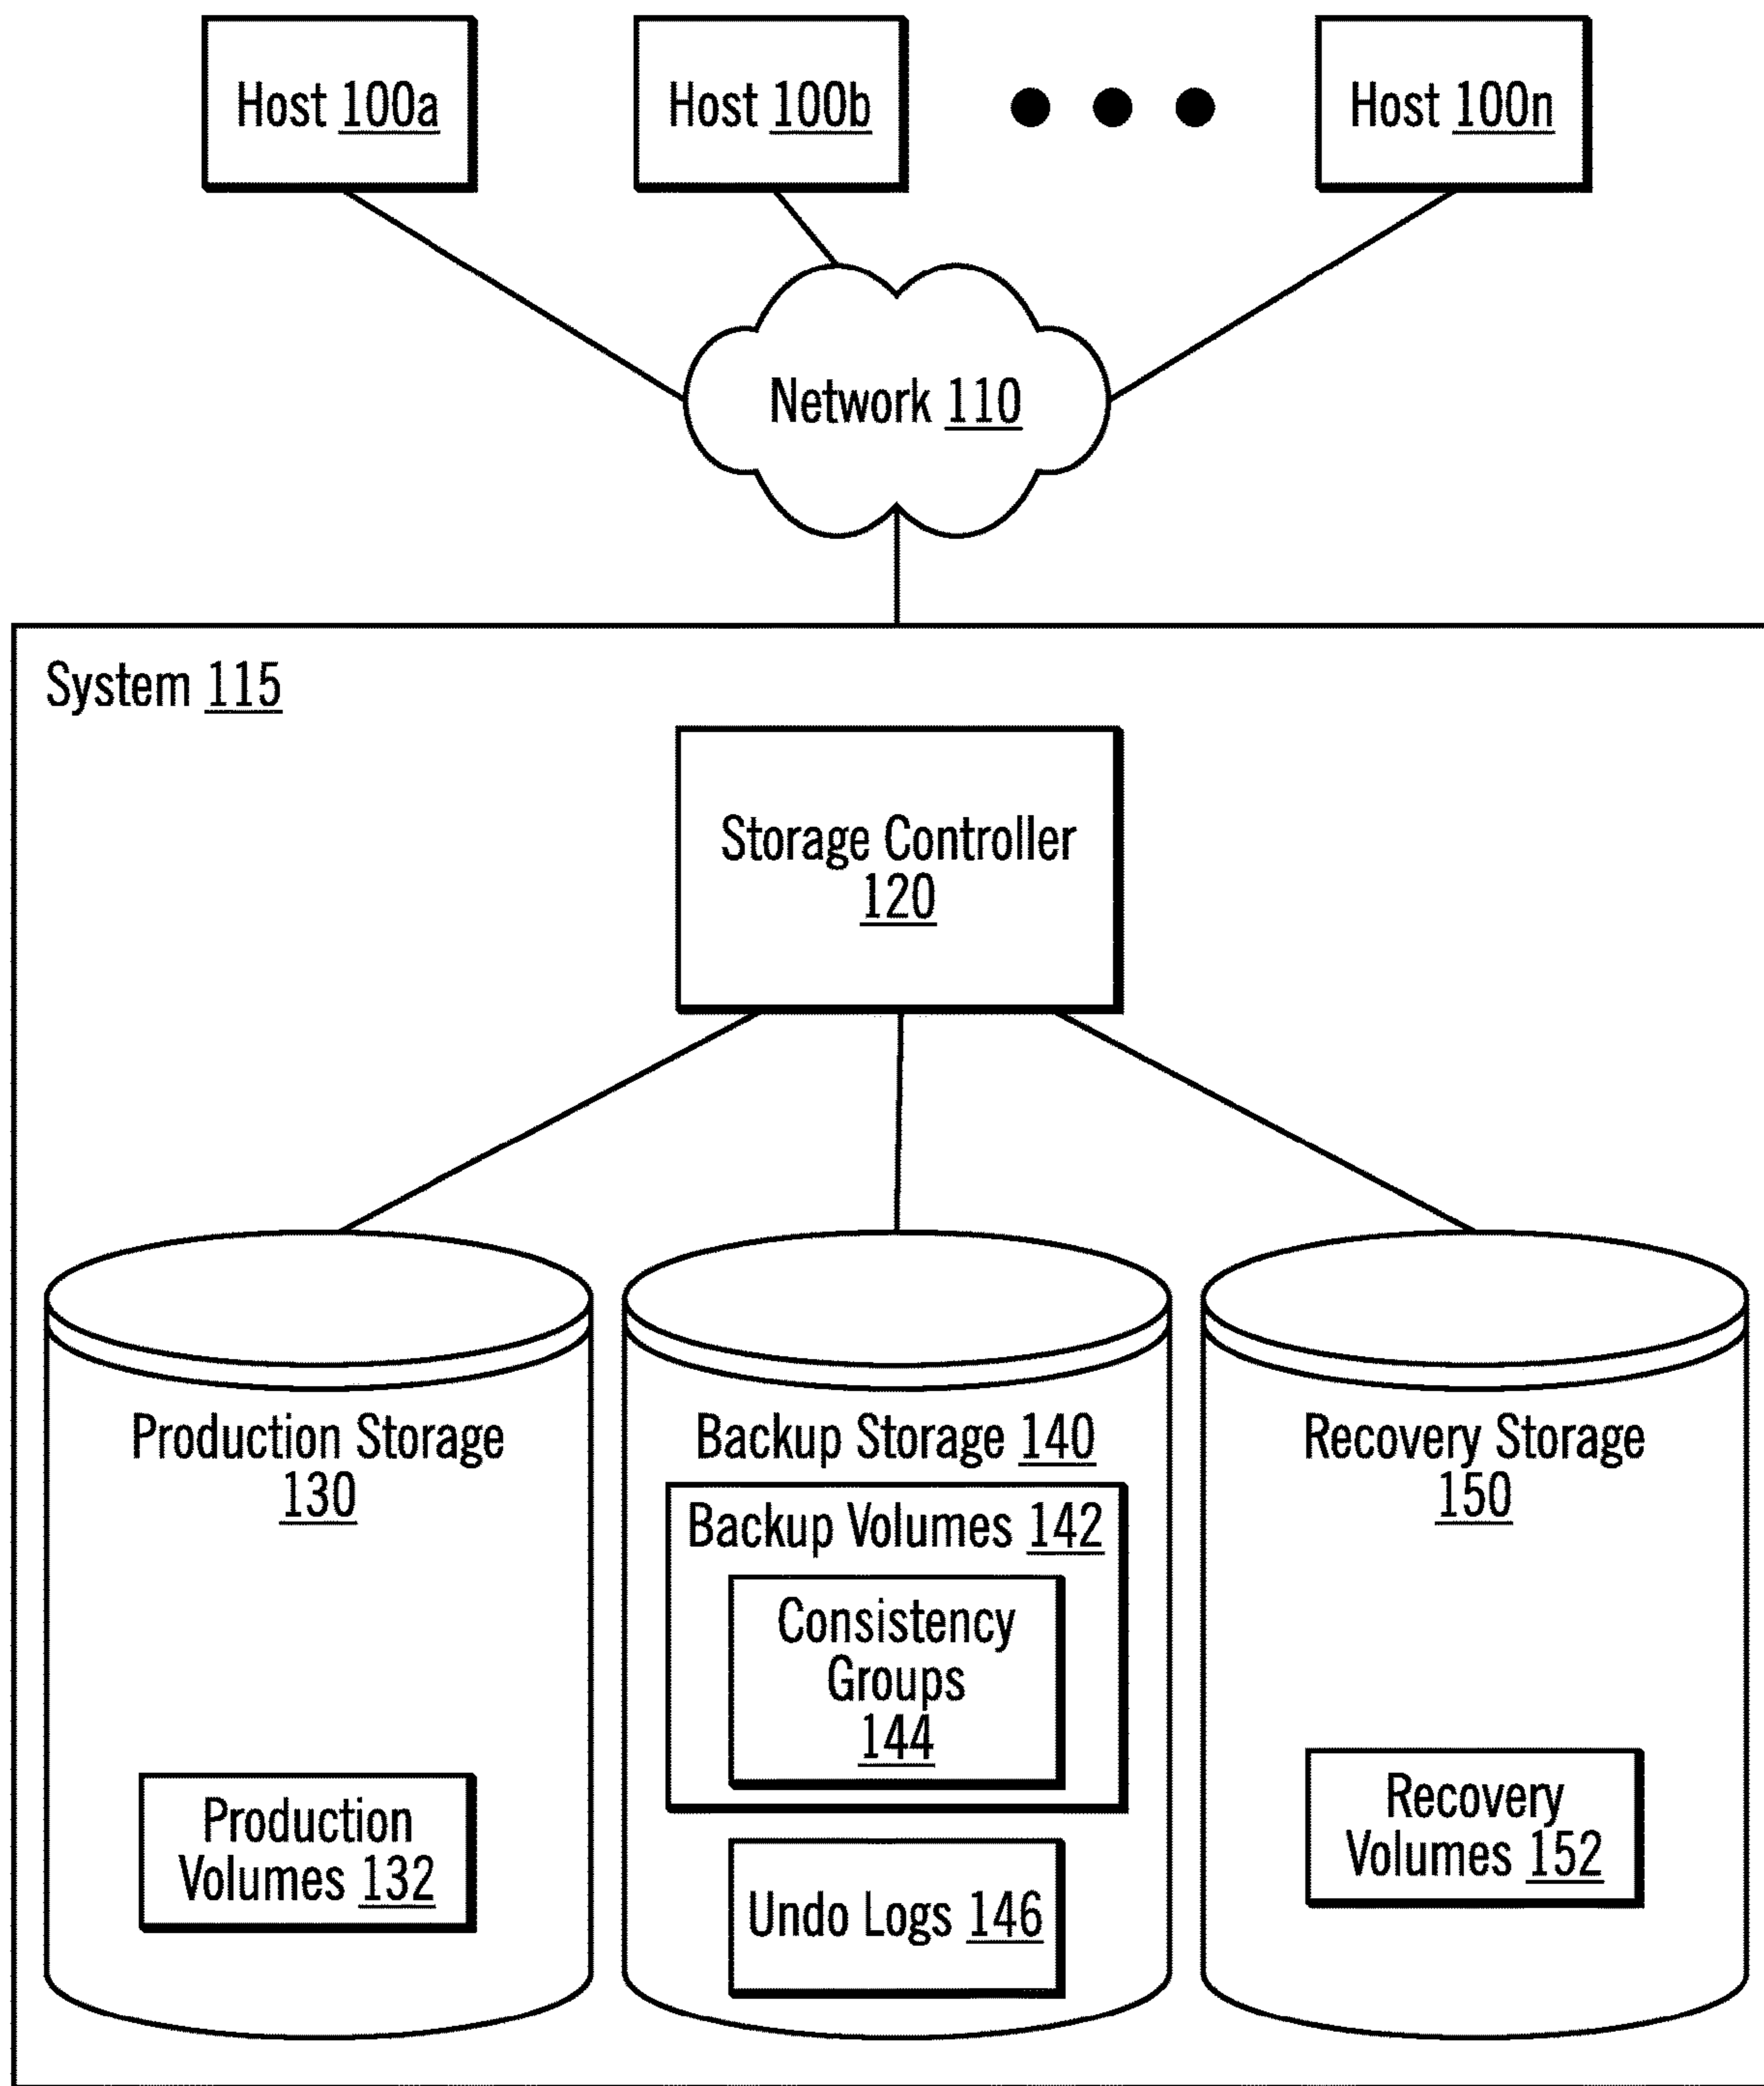 Host 100a
Host 100b
Host 100n
Network 110
System 115
Storage Controller
120
Production Storage
130
Production
Volumes 132
Backup Storage 140
Backup Volumes 142
Consistency
Groups
144
Undo Logs 146
Recovery Storage
150
Recovery
Volumes 152